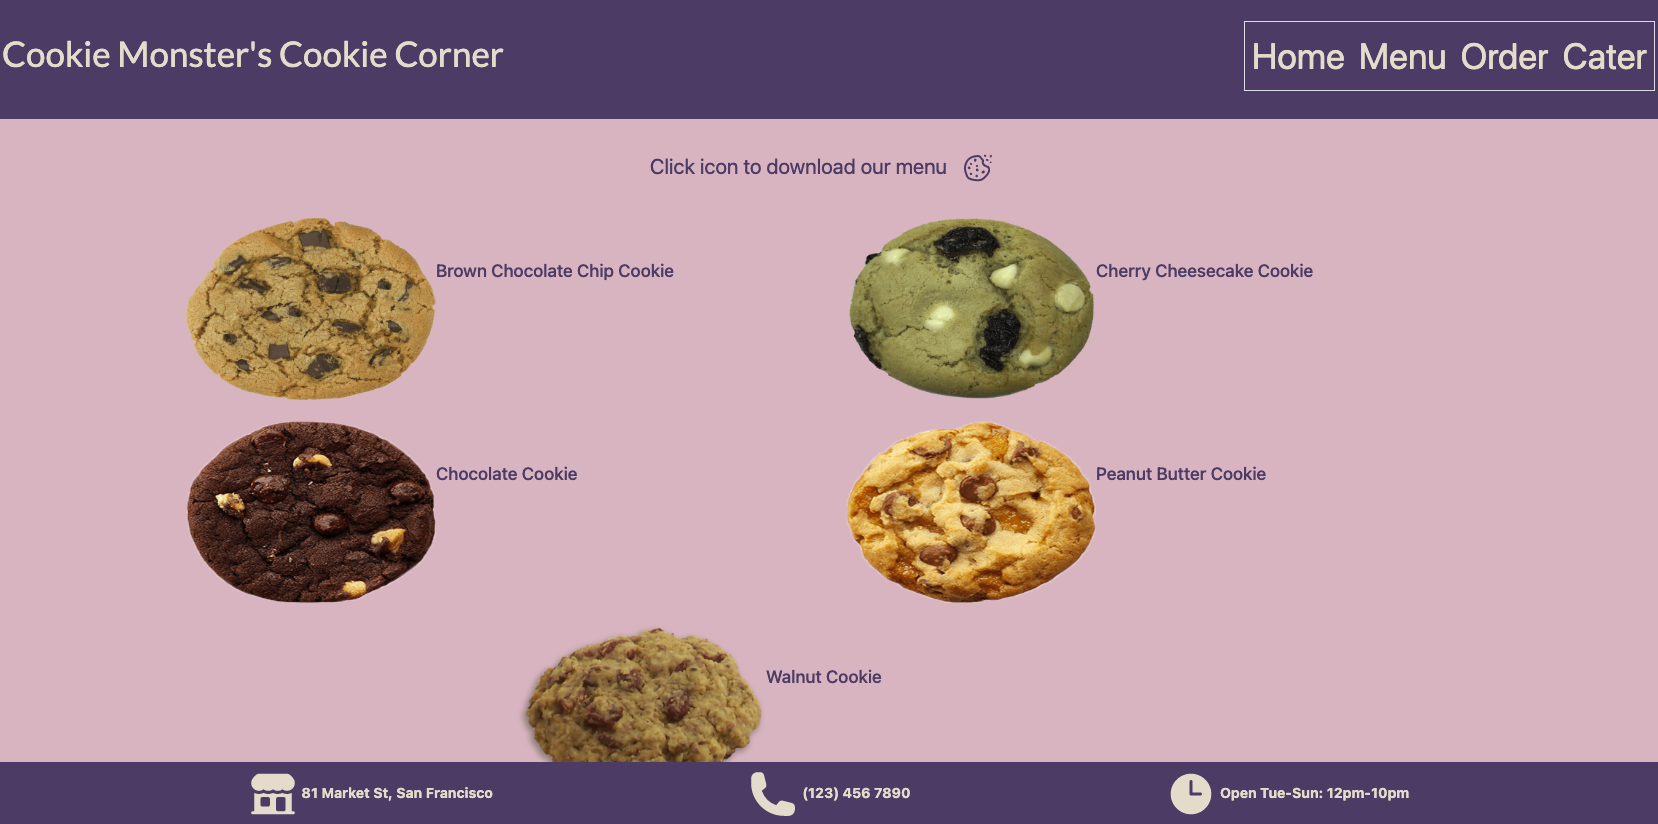 Cookie Monster's Cookie Corner
Home Menu Order Cater
Click icon to download our menu
Brown Chocolate Chip Cookie
Cherry Cheesecake Cookie
Chocolate Cookie
Peanut Butter Cookie
Walnut Cookie
81 Market St, San Francisco
(123) 456 7890
Open Tue-Sun: 12pm-10pm